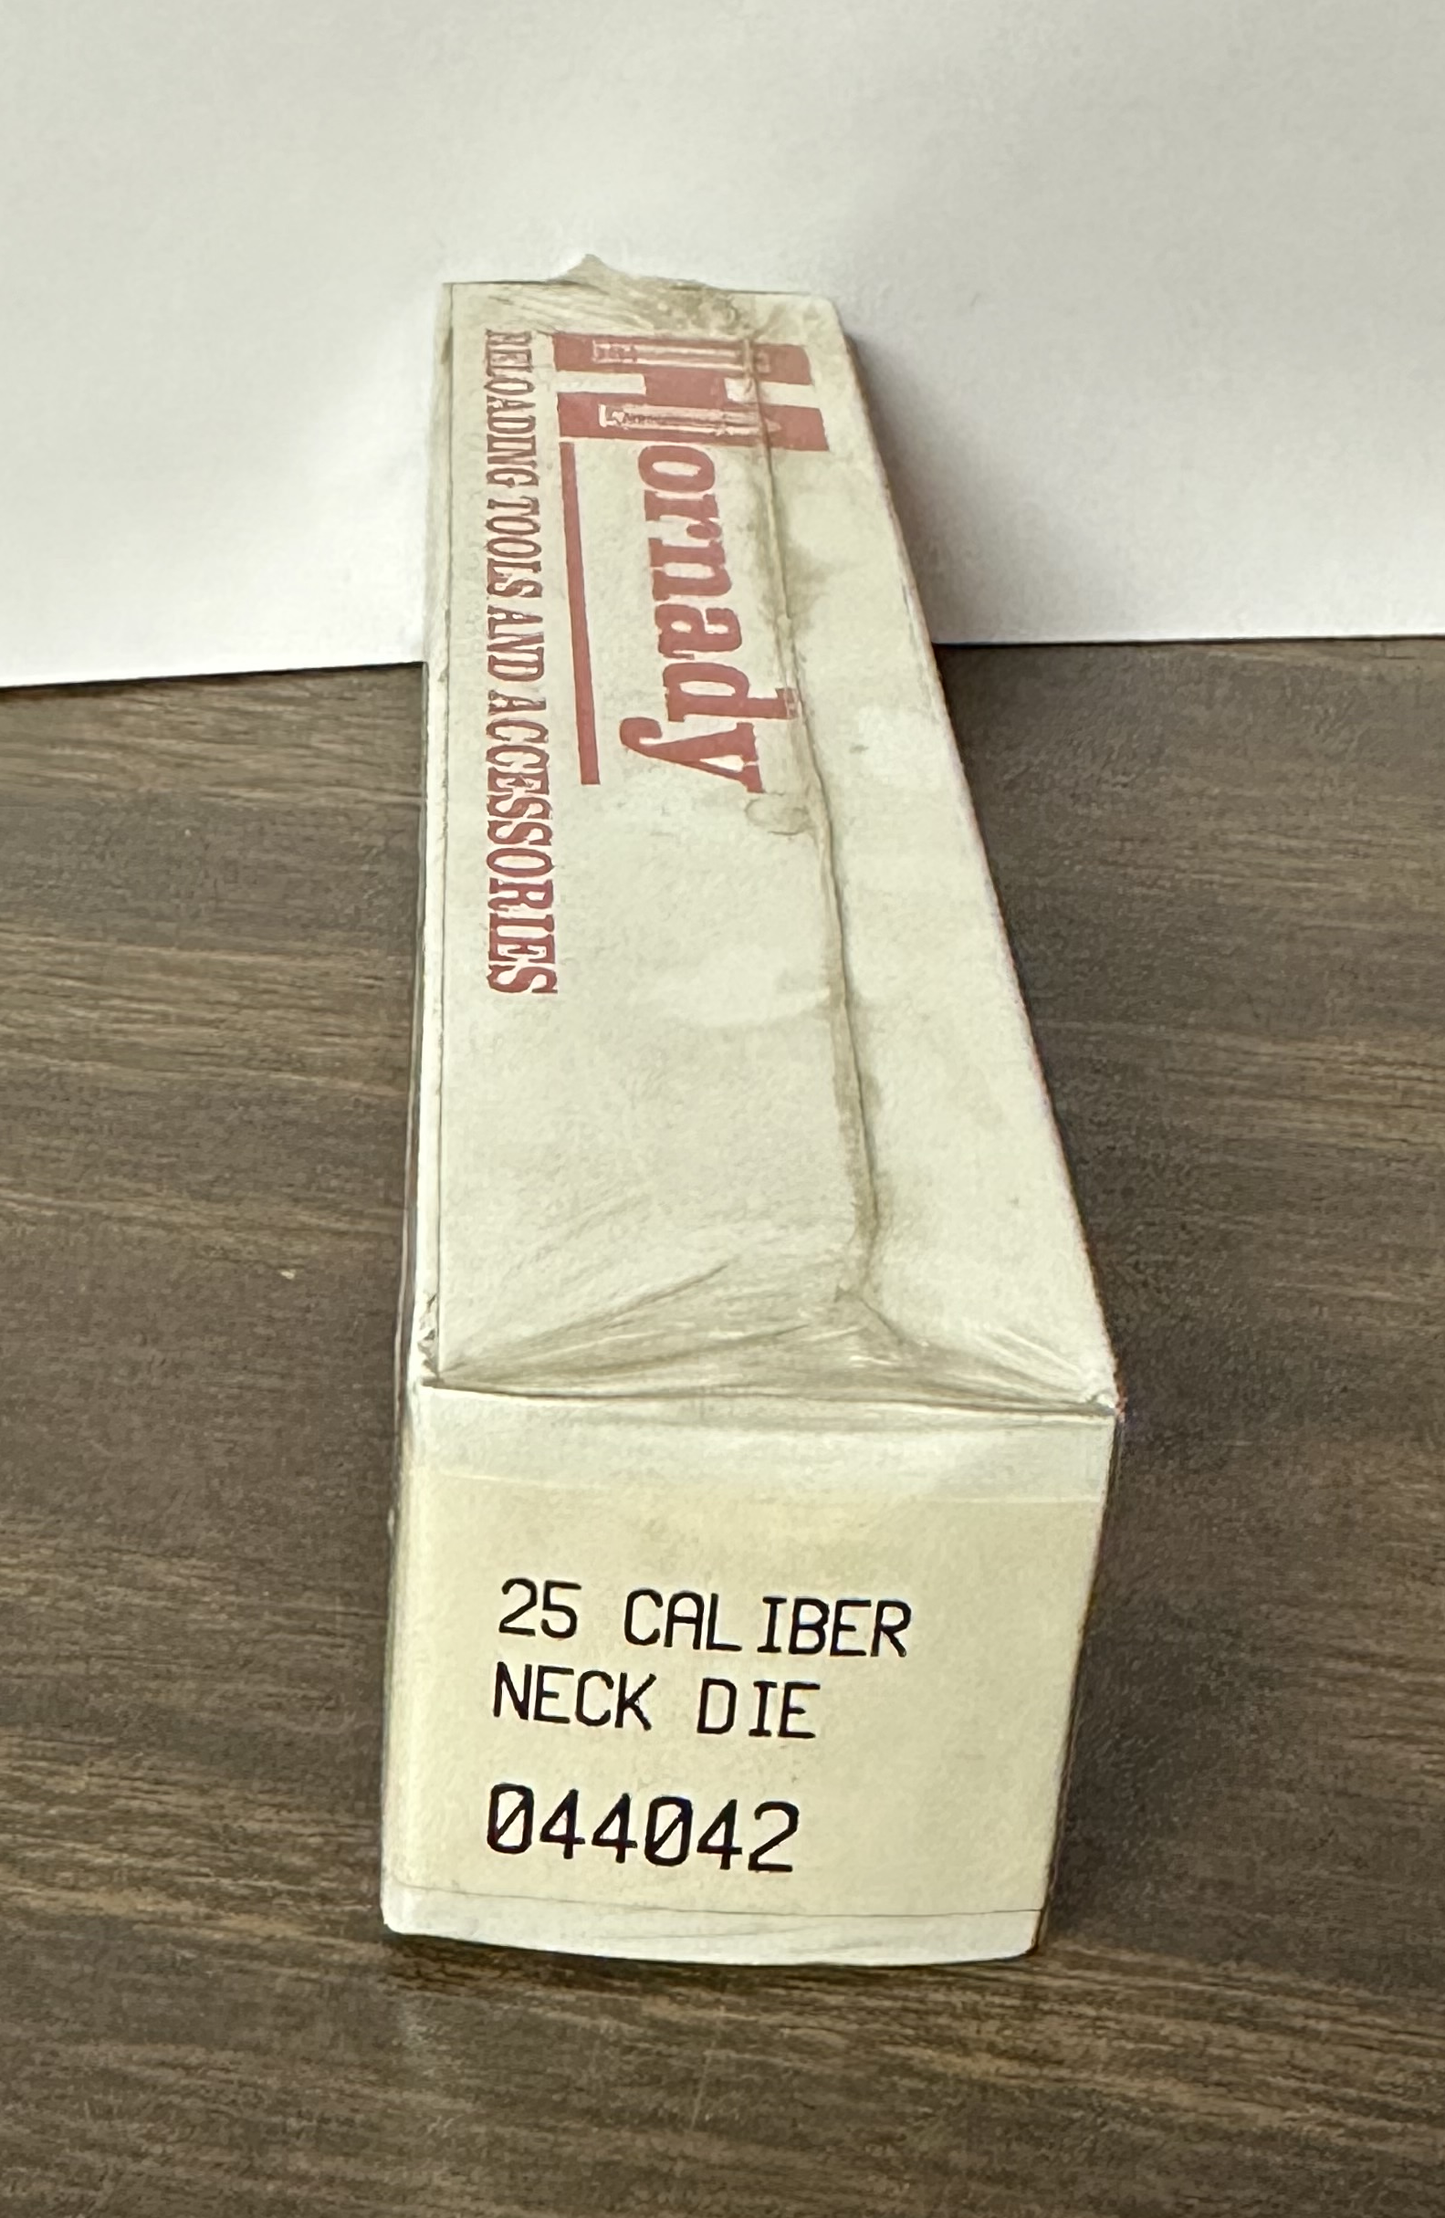 Hornady
RELOADING TOOLS AND ACCESSORIES
25 CALIBER
NECK DIE
044042